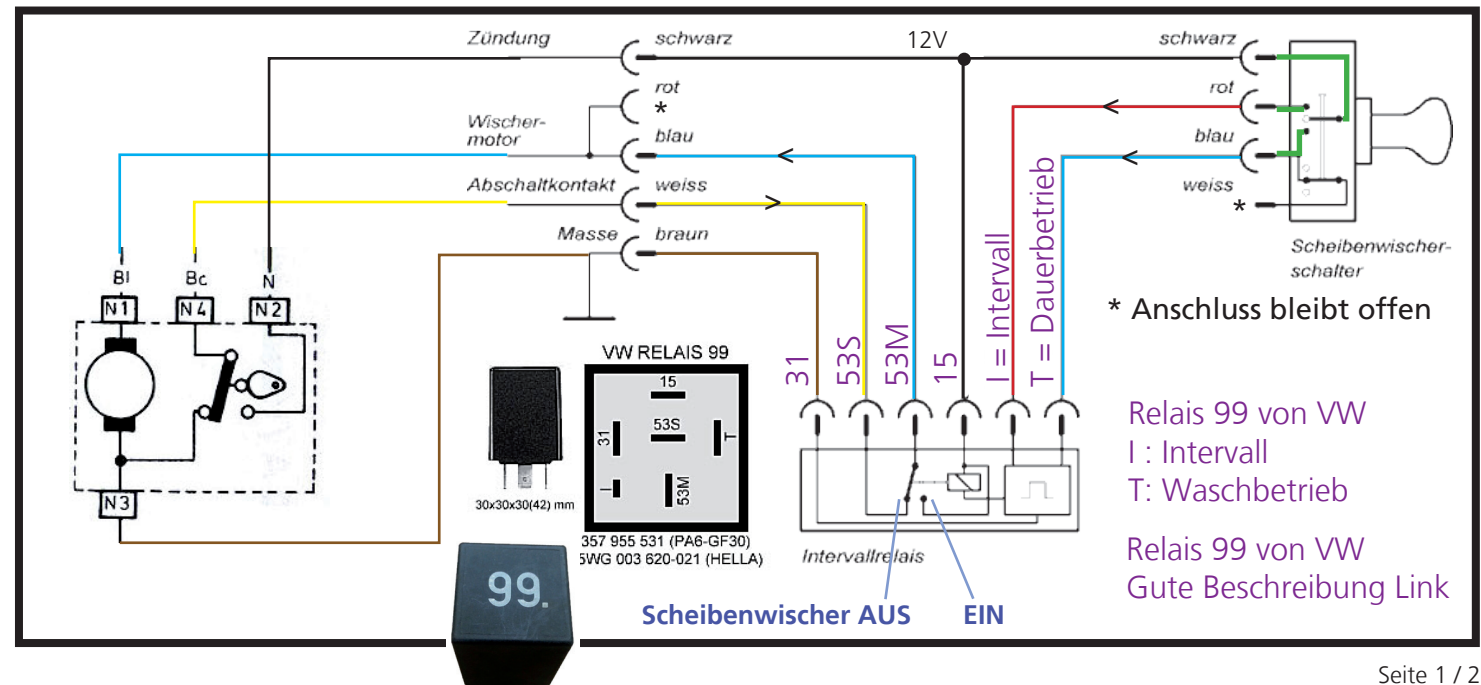 Zündung
schwarz
12V
schwarz
rot
*
rot
Wischer-
motor
blau
blau
Abschaltkontakt
weiss
weiss
*
Masse
braun
Scheibenwischer-
schalter
* Anschluss bleibt offen
Bl
Bc
N
N1
N4
N2
N3
VW RELAIS 99
15
31
53S
T
I
53M
30x30x30(42) mm
357 955 531 (PA6-GF30)
5WG 003 620-021 (HELLA)
99.
31
53S
53M
15
I = Intervall
T = Dauerbetrieb
Intervallrelais
Scheibenwischer AUS
EIN
Relais 99 von VW
I : Intervall
T: Waschbetrieb
Relais 99 von VW
Gute Beschreibung Link
Seite 1 / 2